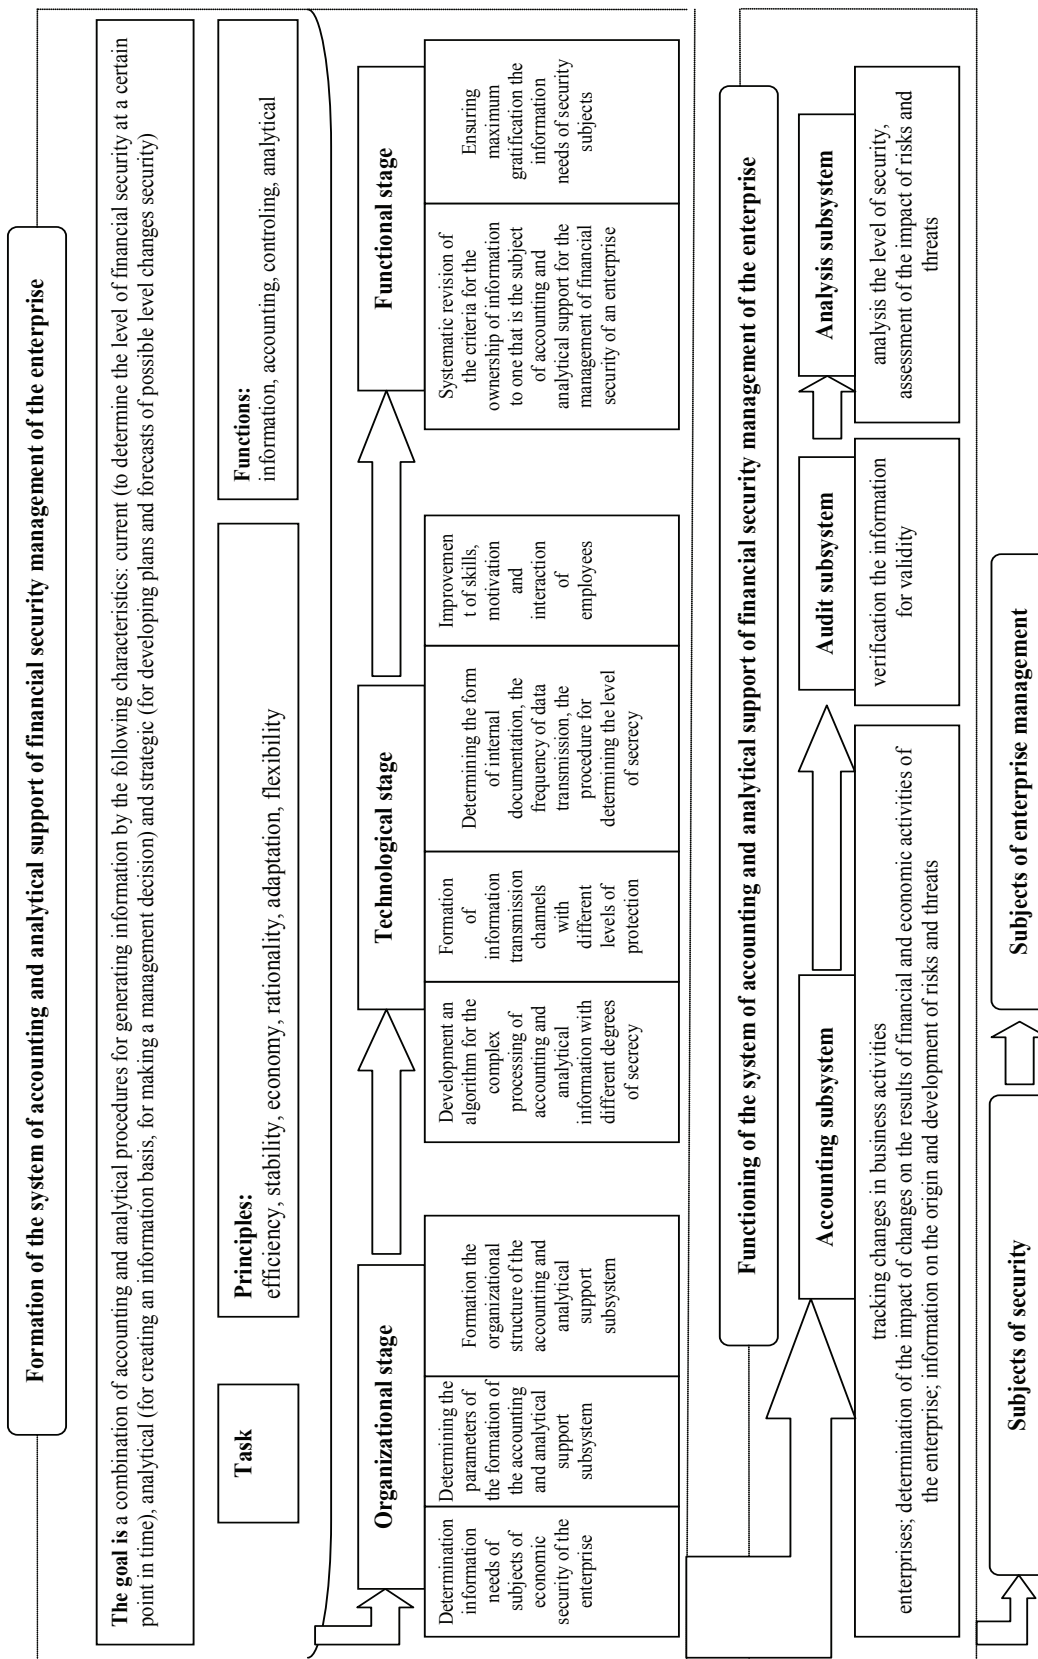 Formation of the system of accounting and analytical support of financial security management of the enterprise
The goal is a combination of accounting and analytical procedures for generating information by the following characteristics: current (to determine the level of financial security at a certain
point in time), analytical (for creating an information basis, for making a management decision) and strategic (for developing plans and forecasts of possible level changes security)
Task
Principles:
efficiency, stability, economy, rationality, adaptation, flexibility
Functions:
information, accounting, controling, analytical
Organizational stage
Determination
information
needs of
subjects of
economic
security of the
enterprise
Determining the
parameters of
the formation of
the accounting
and analytical
support
subsystem
Formation the
organizational
structure of the
accounting and
analytical
support
subsystem
Technological stage
Development an
algorithm for the
complex
processing of
accounting and
analytical
information with
different degrees
of secrecy
Formation
of
information
transmission
channels
with
different
levels of
protection
Determining the form
of internal
documentation, the
frequency of data
transmission, the
procedure for
determining the level
of secrecy
Improvemen
t of skills,
motivation
and
interaction
of
employees
Functional stage
Systematic revision of
the criteria for the
ownership of information
to one that is the subject
of accounting and
analytical support for the
management of financial
security of an enterprise
Ensuring
maximum
gratification the
information
needs of security
subjects
Functioning of the system of accounting and analytical support of financial security management of the enterprise
Accounting subsystem
tracking changes in business activities
enterprises; determination of the impact of changes on the results of financial and economic activities of
the enterprise; information on the origin and development of risks and threats
Audit subsystem
verification the information
for validity
Analysis subsystem
analysis the level of security,
assessment of the impact of risks and
threats
Subjects of security
Subjects of enterprise management